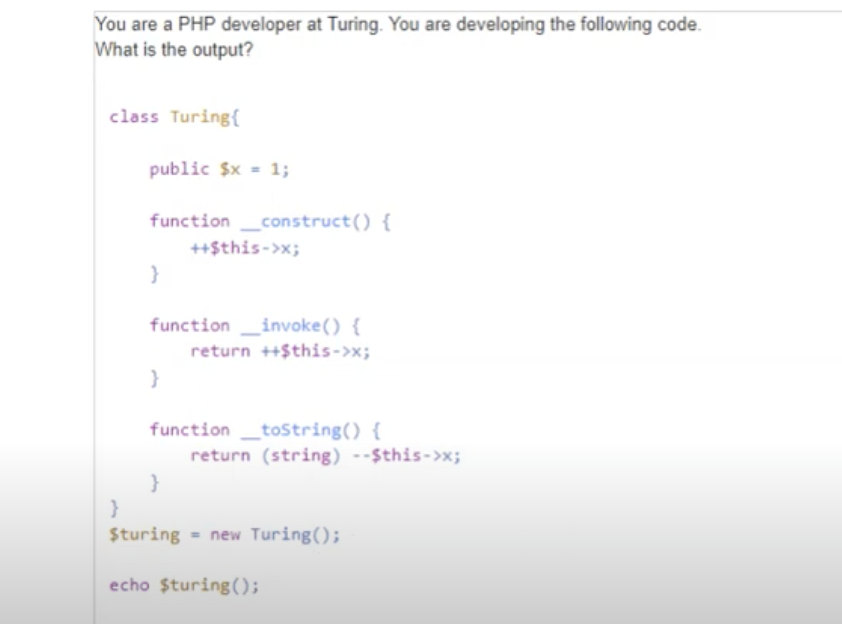 You are a PHP developer at Turing. You are developing the following code.
What is the output?
class Turing{
public $x = 1;
function __construct() {
++$this->x;
}
function __invoke() {
return ++$this->x;
}
function __toString() {
return (string) --$this->x;
}
}
$turing = new Turing();
echo $turing();